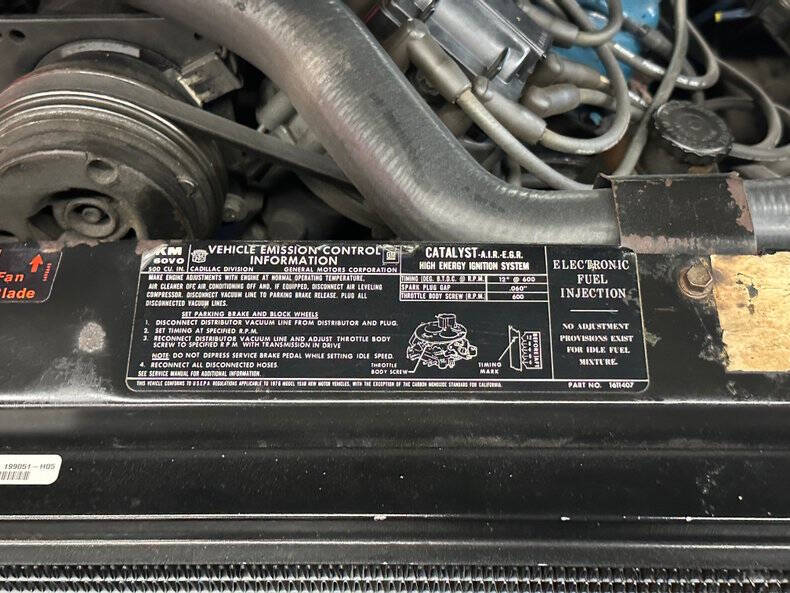 Fan
Blade
KM
60V0
500 CU. IN.
VEHICLE EMISSION CONTROL
INFORMATION
CADILLAC DIVISION GENERAL MOTORS CORPORATION
GM
MAKE ENGINE ADJUSTMENTS WITH ENGINE AT NORMAL OPERATING TEMPERATURE,
AIR CLEANER OFF, AIR CONDITIONING OFF AND, IF EQUIPPED, DISCONNECT AIR LEVELING
COMPRESSOR. DISCONNECT VACUUM LINE TO PARKING BRAKE RELEASE. PLUG ALL
DISCONNECTED VACUUM LINES.
SET PARKING BRAKE AND BLOCK WHEELS
1. DISCONNECT DISTRIBUTOR VACUUM LINE FROM DISTRIBUTOR AND PLUG.
2. SET TIMING AT SPECIFIED R.P.M.
3. RECONNECT DISTRIBUTOR VACUUM LINE AND ADJUST THROTTLE BODY
SCREW TO SPECIFIED R.P.M. WITH TRANSMISSION IN DRIVE
NOTE: DO NOT DEPRESS SERVICE BRAKE PEDAL WHILE SETTING IDLE SPEED.
4. RECONNECT ALL DISCONNECTED HOSES.
SEE SERVICE MANUAL FOR ADDITIONAL INFORMATION.
CATALYST-A.I.R.-E.G.R.
HIGH ENERGY IGNITION SYSTEM
TIMING (DEG. B.T.D.C. @ R.P.M.) 12° @ 600
SPARK PLUG GAP .060"
THROTTLE BODY SCREW (R.P.M.) 600
THROTTLE
BODY SCREW
TIMING
MARK
BEFORE
ELECTRONIC
FUEL
INJECTION
NO ADJUSTMENT
PROVISIONS EXIST
FOR IDLE FUEL
MIXTURE.
THIS VEHICLE CONFORMS TO U.S.E.P.A. REGULATIONS APPLICABLE TO 1976 MODEL YEAR NEW MOTOR VEHICLES, WITH THE EXCEPTION OF THE CARBON MONOXIDE STANDARD FOR CALIFORNIA.
PART NO. 1611407
199051-H05